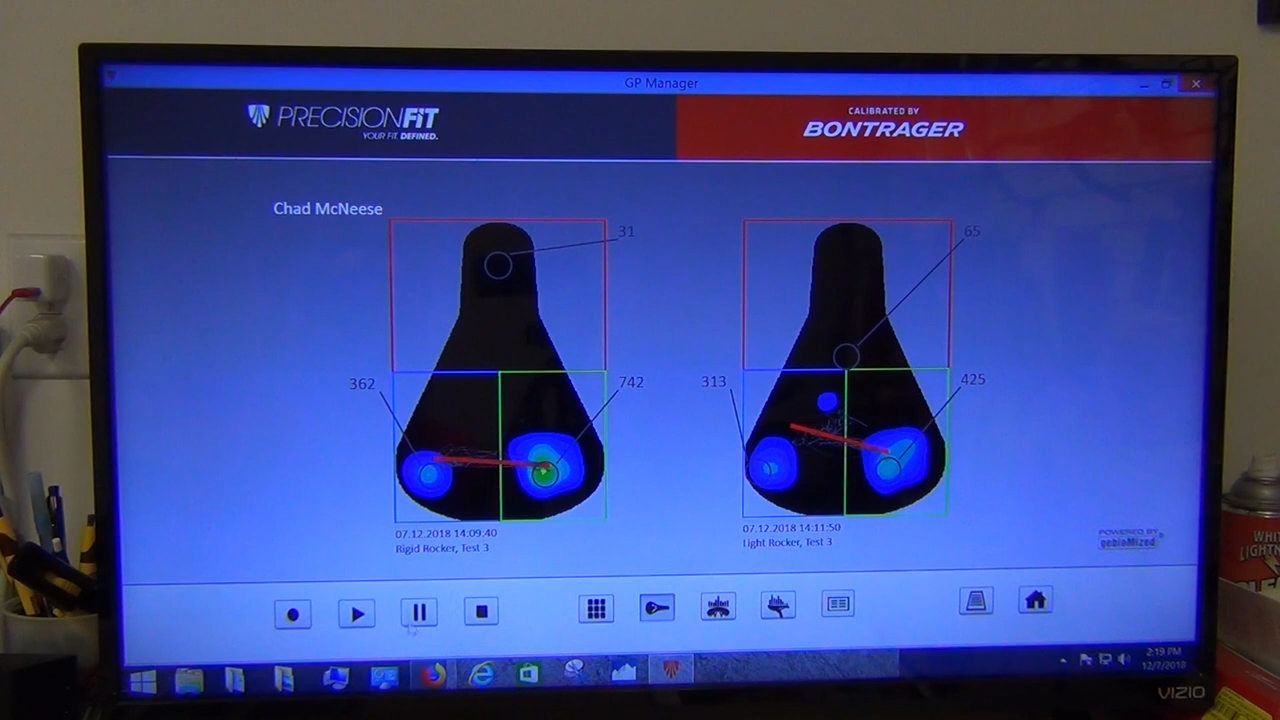 GP Manager
PRECISIONFiT
YOUR FIT. DEFINED.
CALIBRATED BY
BONTRAGER
Chad McNeese
31
65
362
742
313
425
07.12.2018 14:09:40
Rigid Rocker, Test 3
07.12.2018 14:11:50
Light Rocker, Test 3
POWERED BY
gebioMized
2:19 PM
12/7/2018
VIZIO